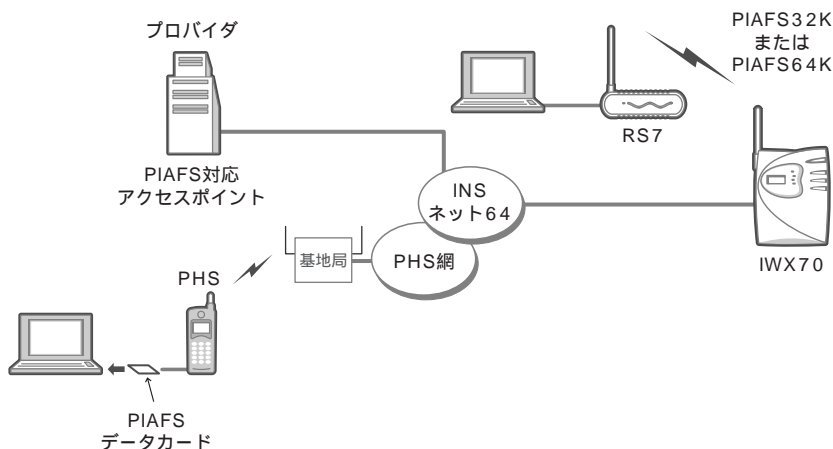 プロバイダ
PIAFS対応
アクセスポイント
PIAFS32K
または
PIAFS64K
RS7
IWX70
INS
ネット64
PHS網
基地局
PHS
PIAFS
データカード